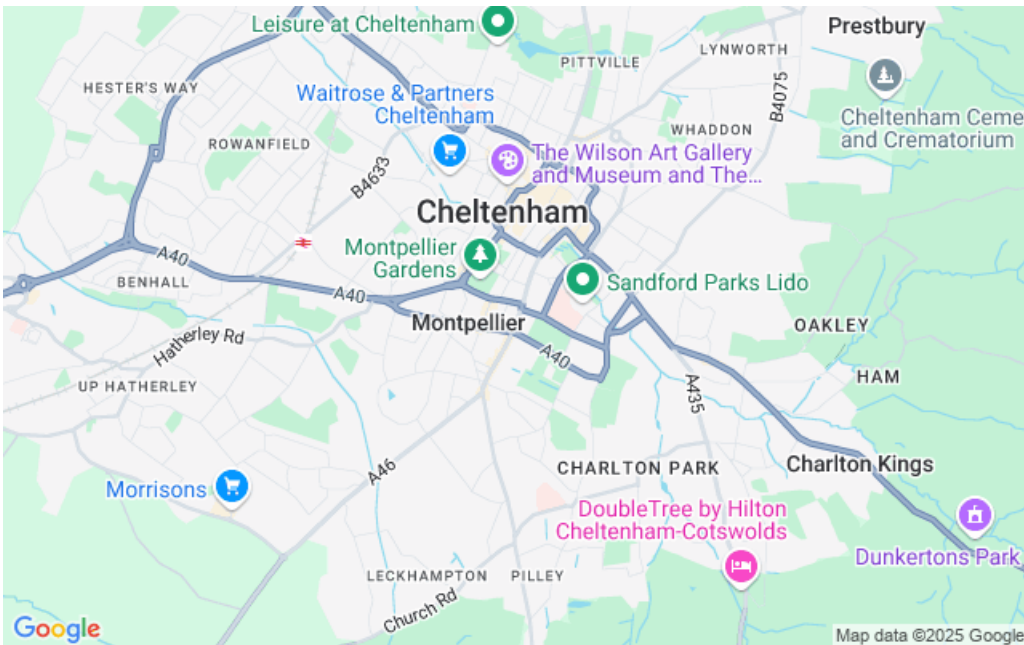 Leisure at Cheltenham
Prestbury
LYNWORTH
PITTVILLE
HESTER'S WAY
Waitrose & Partners
Cheltenham
B4075
Cheltenham Ceme
and Crematorium
WHADDON
ROWANFIELD
The Wilson Art Gallery
and Museum and The...
B4633
Cheltenham
Montpellier
Gardens
A40
BENHALL
Sandford Parks Lido
A40
Montpellier
OAKLEY
Hatherley Rd
A40
HAM
UP HATHERLEY
A435
A46
CHARLTON PARK
Charlton Kings
Morrisons
DoubleTree by Hilton
Cheltenham-Cotswolds
Dunkertons Park
LECKHAMPTON
PILLEY
Church Rd
Google
Map data ©2025 Google